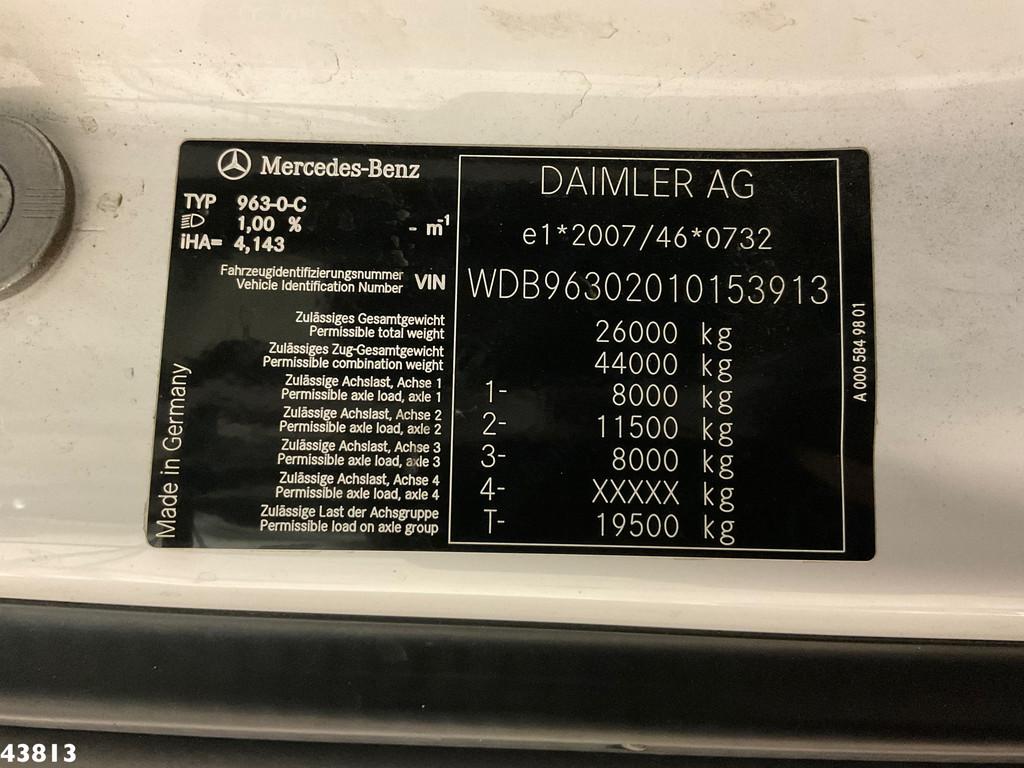 Mercedes-Benz
TYP 963-0-C
1,00 % - m⁻¹
iHA= 4,143
Fahrzeugidentifizierungsnummer
Vehicle Identification Number VIN
Zulässiges Gesamtgewicht
Permissible total weight
Zulässiges Zug-Gesamtgewicht
Permissible combination weight
Zulässige Achslast, Achse 1
Permissible axle load, axle 1
Zulässige Achslast, Achse 2
Permissible axle load, axle 2
Zulässige Achslast, Achse 3
Permissible axle load, axle 3
Zulässige Achslast, Achse 4
Permissible axle load, axle 4
Zulässige Last der Achsgruppe
Permissible load on axle group
Made in Germany
DAIMLER AG
e1*2007/46*0732
WDB96302010153913
26000 kg
44000 kg
1- 8000 kg
2- 11500 kg
3- 8000 kg
4- XXXXX kg
T- 19500 kg
A 000 584 98 01
43813